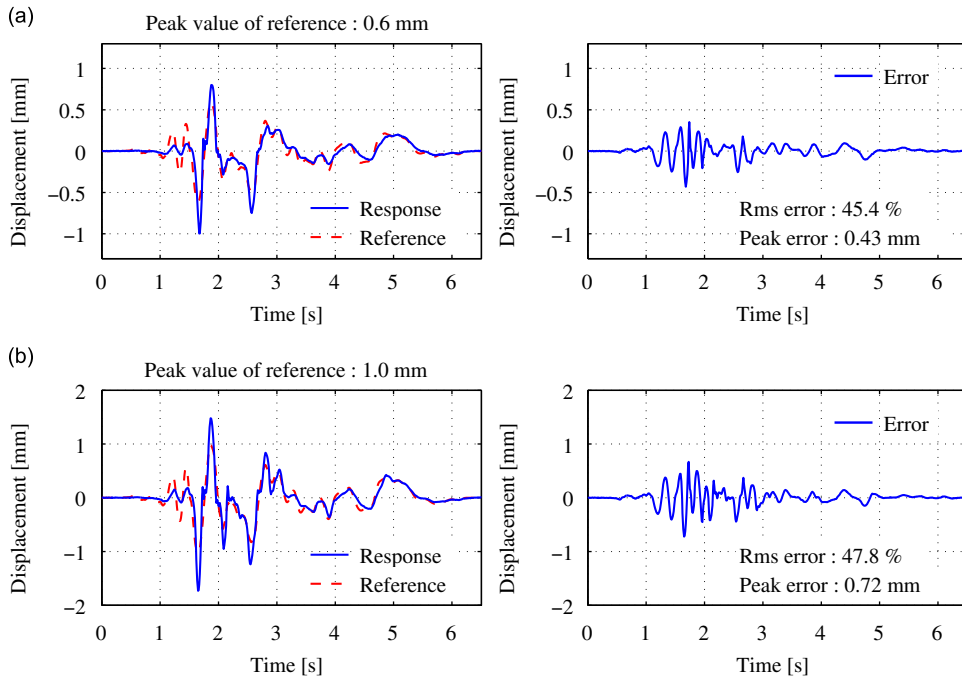 (a)
Peak value of reference : 0.6 mm
Displacement [mm]
1
0.5
0
−0.5
−1
Response
Reference
0 1 2 3 4 5 6
Time [s]
Displacement [mm]
1
0.5
0
−0.5
−1
Error
Rms error : 45.4 %
Peak error : 0.43 mm
0 1 2 3 4 5 6
Time [s]
(b)
Peak value of reference : 1.0 mm
Displacement [mm]
2
1
0
−1
−2
Response
Reference
0 1 2 3 4 5 6
Time [s]
Displacement [mm]
2
1
0
−1
−2
Error
Rms error : 47.8 %
Peak error : 0.72 mm
0 1 2 3 4 5 6
Time [s]